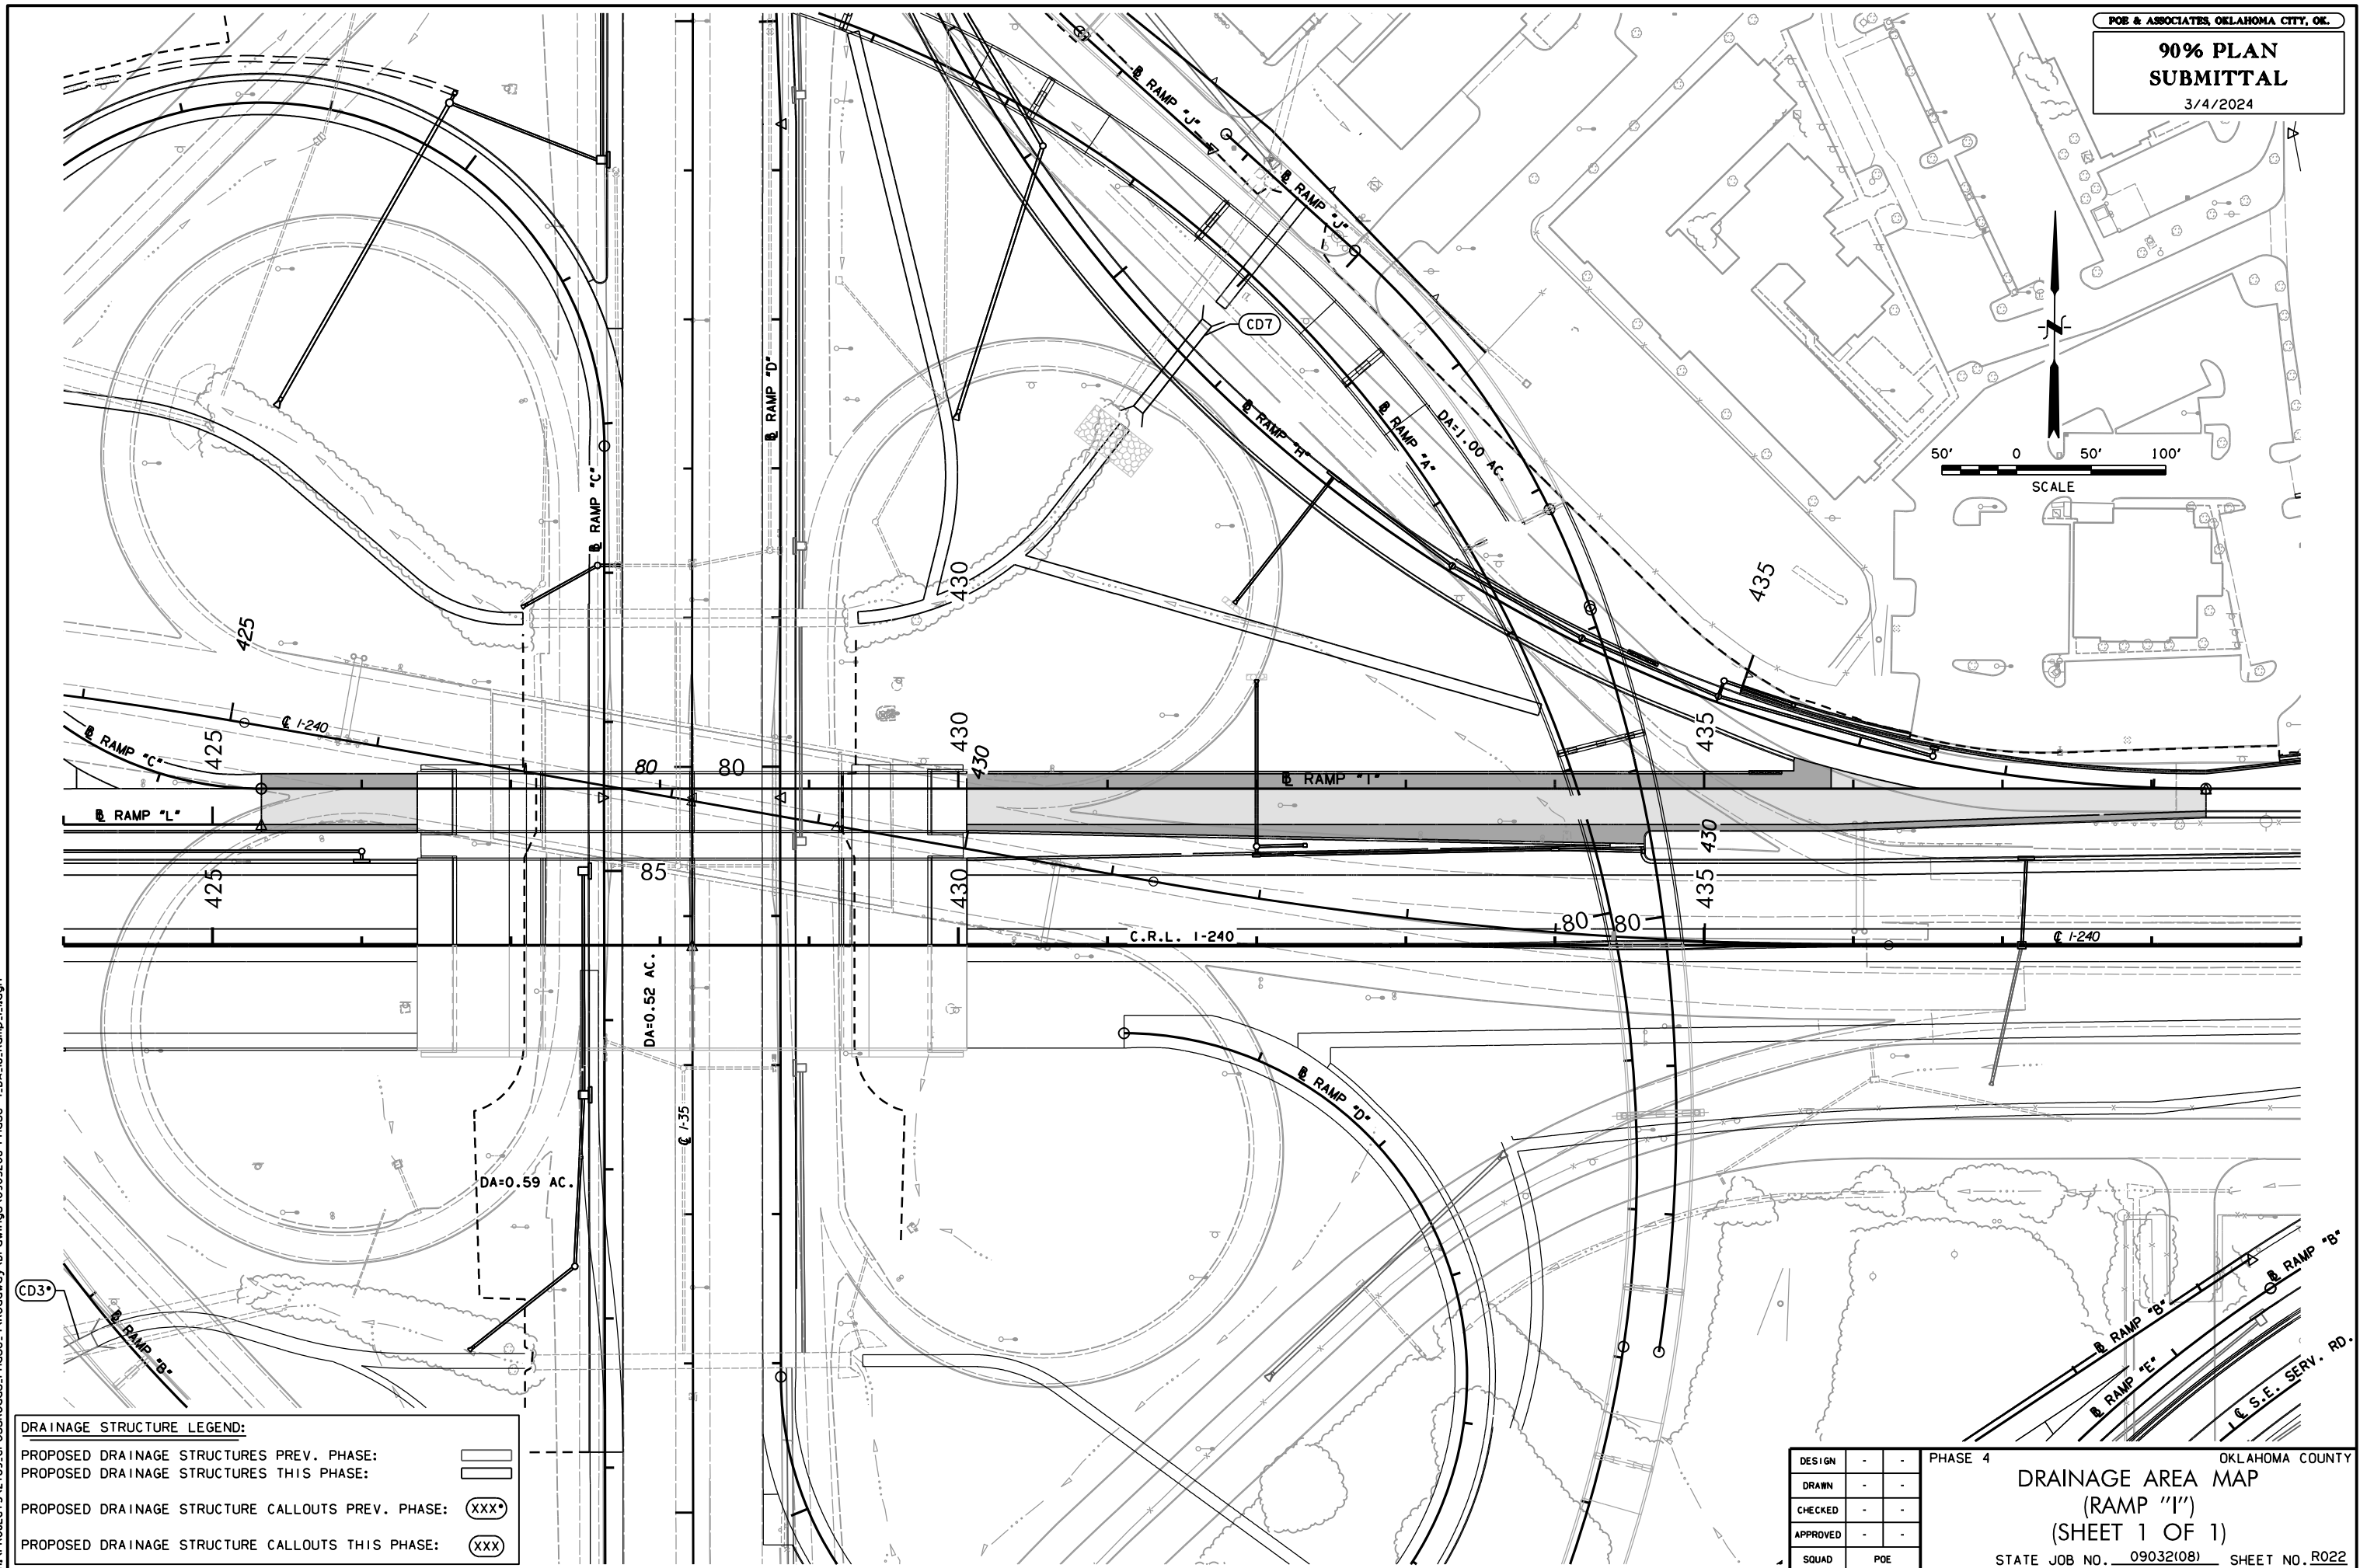 POE & ASSOCIATES, OKLAHOMA CITY, OK.
90% PLAN
SUBMITTAL
3/4/2024
℄ RAMP "J"
℄ RAMP "J"
CD7
℄ RAMP "D"
℄ RAMP "C"
℄ RAMP "H"
℄ RAMP "A"
DA=1.00 AC.
50' 0 50' 100'
SCALE
N
425
430
435
℄ I-240
℄ RAMP "C"
425
430
430
435
80
80
℄ RAMP "I"
℄ RAMP "L"
430
425
85
430
435
80
80
C.R.L. I-240
℄ I-240
DA=0.52 AC.
℄ RAMP "D"
℄ I-35
DA=0.59 AC.
CD3*
℄ RAMP "B"
℄ RAMP "B"
℄ RAMP "B"
℄ RAMP "E"
℄ S.E. SERV. RD.
DRAINAGE STRUCTURE LEGEND:
PROPOSED DRAINAGE STRUCTURES PREV. PHASE:
PROPOSED DRAINAGE STRUCTURES THIS PHASE:
PROPOSED DRAINAGE STRUCTURE CALLOUTS PREV. PHASE: XXX*
PROPOSED DRAINAGE STRUCTURE CALLOUTS THIS PHASE: XXX
DESIGN - -
DRAWN - -
CHECKED - -
APPROVED - -
SQUAD POE
PHASE 4 OKLAHOMA COUNTY
DRAINAGE AREA MAP
(RAMP "I")
(SHEET 1 OF 1)
STATE JOB NO. 09032(08) SHEET NO. R022